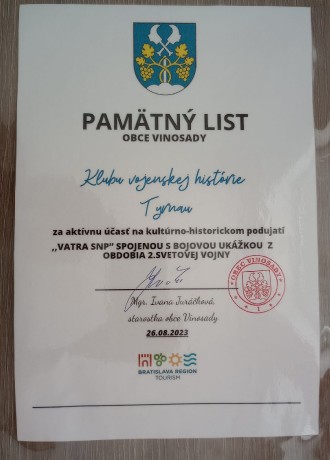 PAMÄTNÝ LIST
OBCE VINOSADY
Klubu vojenskej histórie
Tyrnau
za aktívnu účasť na kultúrno-historickom podujatí
,,VATRA SNP" SPOJENOU S BOJOVOU UKÁŽKOU Z
OBDOBIA 2.SVETOVEJ VOJNY
Mgr. Ivana Juráčková,
starostka obce Vinosady
26.08.2023
OBEC VINOSADY
BRATISLAVA REGION
TOURISM